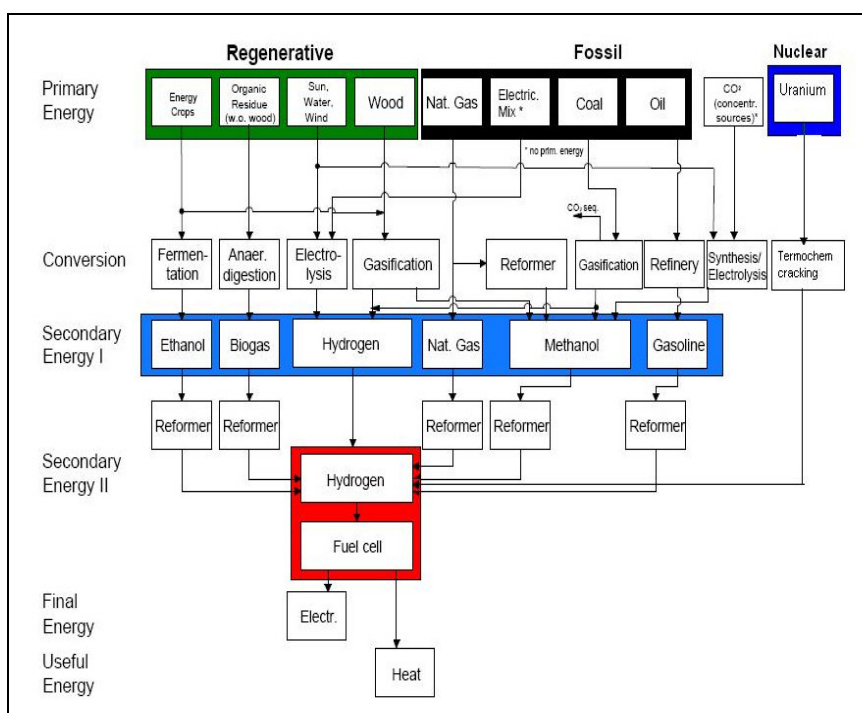 Regenerative
Fossil
Nuclear
Primary
Energy
Energy
Crops
Organic
Residue
(w.o. wood)
Sun,
Water,
Wind
Wood
Nat. Gas
Electric.
Mix *
Coal
Oil
CO²
(concentr.
sources)*
Uranium
* no prim. energy
CO₂ seq.
Conversion
Fermen-
tation
Anaer.
digestion
Electro-
lysis
Gasification
Reformer
Gasification
Refinery
Synthesis/
Electrolysis
Termochem
cracking
Secondary
Energy I
Ethanol
Biogas
Hydrogen
Nat. Gas
Methanol
Gasoline
Reformer
Reformer
Reformer
Reformer
Reformer
Secondary
Energy II
Hydrogen
Fuel cell
Final
Energy
Electr.
Useful
Energy
Heat